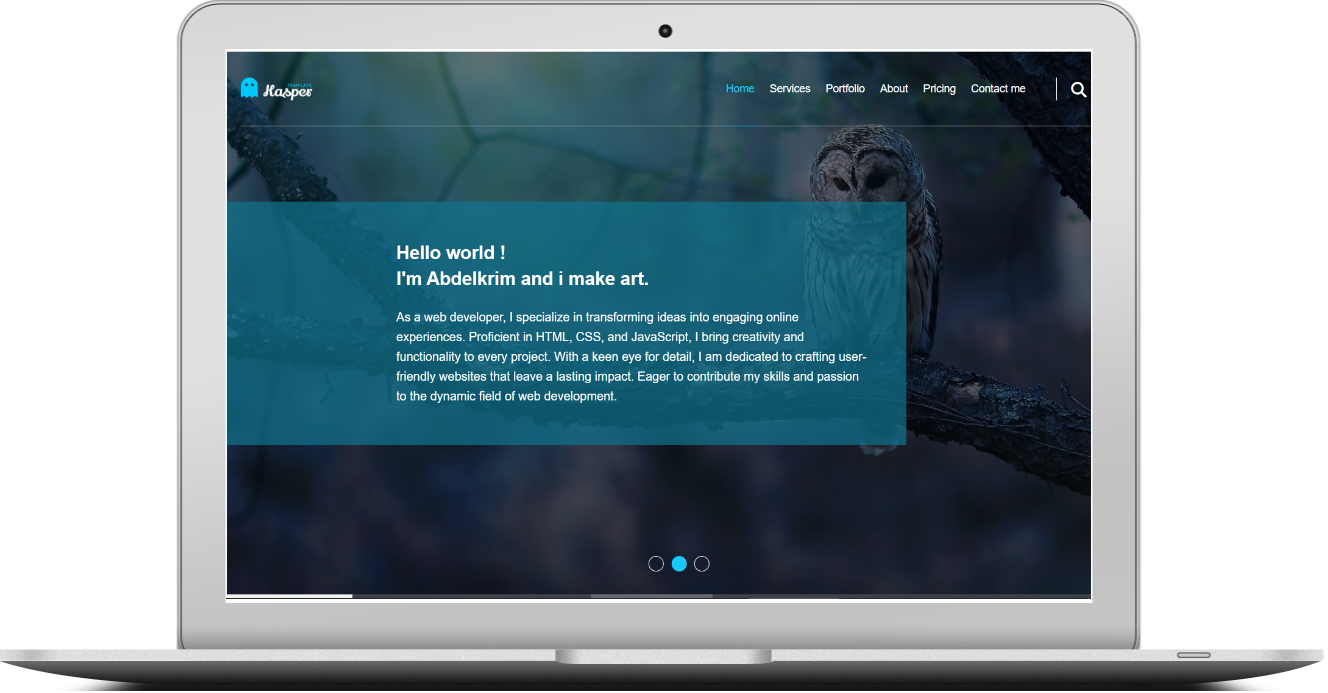 TEMPLATE
Kasper
Home Services Portfolio About Pricing Contact me
Hello world !
I'm Abdelkrim and i make art.
As a web developer, I specialize in transforming ideas into engaging online
experiences. Proficient in HTML, CSS, and JavaScript, I bring creativity and
functionality to every project. With a keen eye for detail, I am dedicated to crafting user-
friendly websites that leave a lasting impact. Eager to contribute my skills and passion
to the dynamic field of web development.